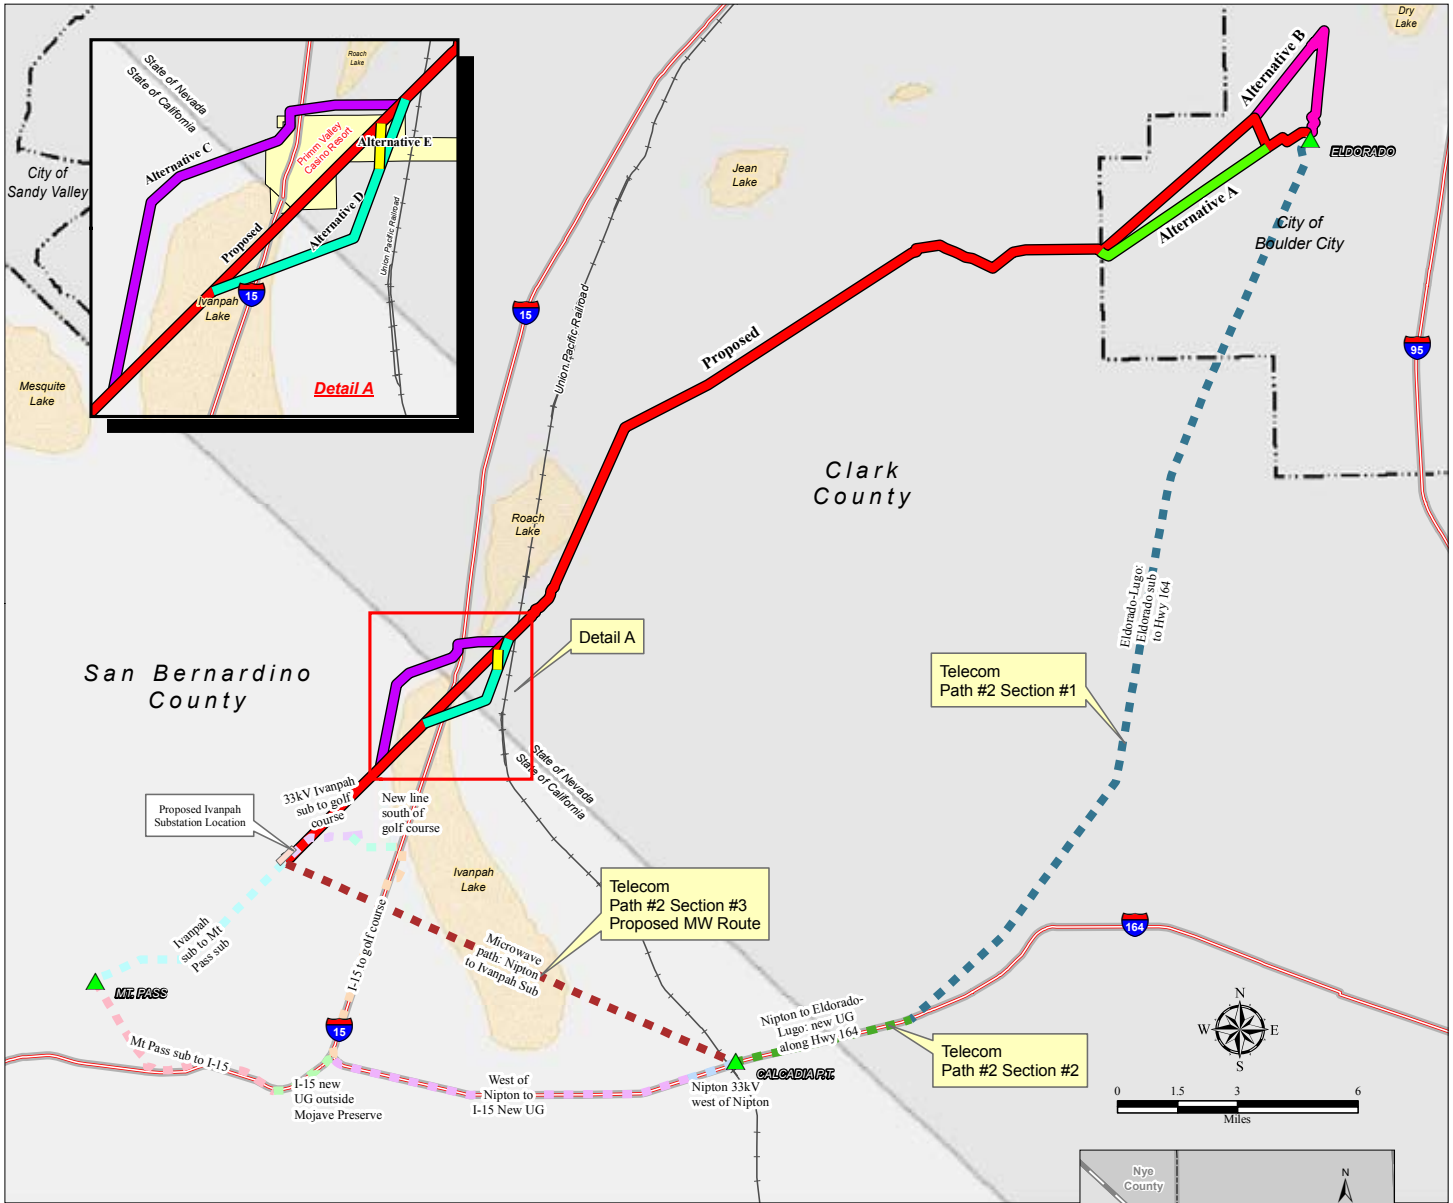 Dry
Lake
State of Nevada
State of California
Roach
Lake
Alternative C
Primm Valley
Casino Resort
Alternative E
Alternative D
Proposed
Union Pacific Railroad
Ivanpah
Lake
15
Detail A
City of
Sandy Valley
Mesquite
Lake
Alternative B
Alternative A
ELDORADO
City of
Boulder City
Jean
Lake
15
Union Pacific Railroad
Proposed
95
Clark
County
Roach
Lake
Detail A
San Bernardino
County
Eldorado-Lugo:
Eldorado sub
to Hwy 164
Telecom
Path #2 Section #1
State of Nevada
State of California
Proposed Ivanpah
Substation Location
33kV Ivanpah
sub to golf
course
New line
south of
golf course
Ivanpah
Lake
Telecom
Path #2 Section #3
Proposed MW Route
164
Ivanpah
sub to Mt
Pass sub
I-15 to golf course
Microwave
path: Nipton
to Ivanpah Sub
MT. PASS
Nipton to Eldorado-
Lugo: new UG
along Hwy 164
15
Mt Pass sub to I-15
I-15 new
UG outside
Mojave Preserve
West of
Nipton to
I-15 New UG
CALCADIA P.T.
Nipton 33kV
west of Nipton
Telecom
Path #2 Section #2
N
W E
S
0 1.5 3 6
Miles
Nye
County
N